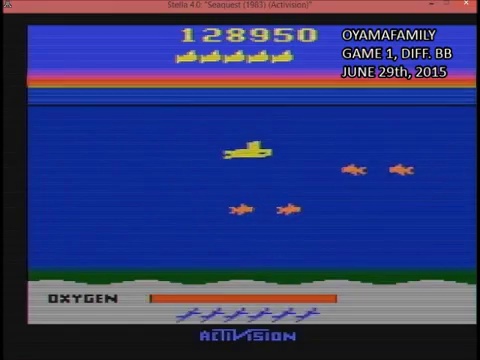 Stella 4.0: "Seaquest (1983) (Activision)"
128950
OYAMAFAMILY
GAME 1, DIFF. BB
JUNE 29th, 2015
OXYGEN
ACTIVISION